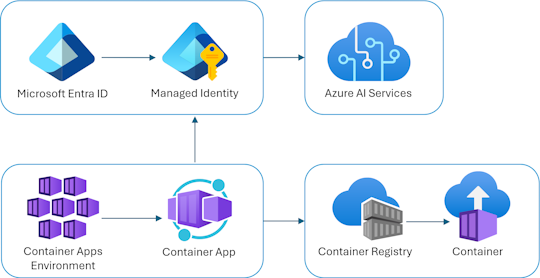 Microsoft Entra ID
Managed Identity
Azure AI Services
Container Apps
Environment
Container App
Container Registry
Container